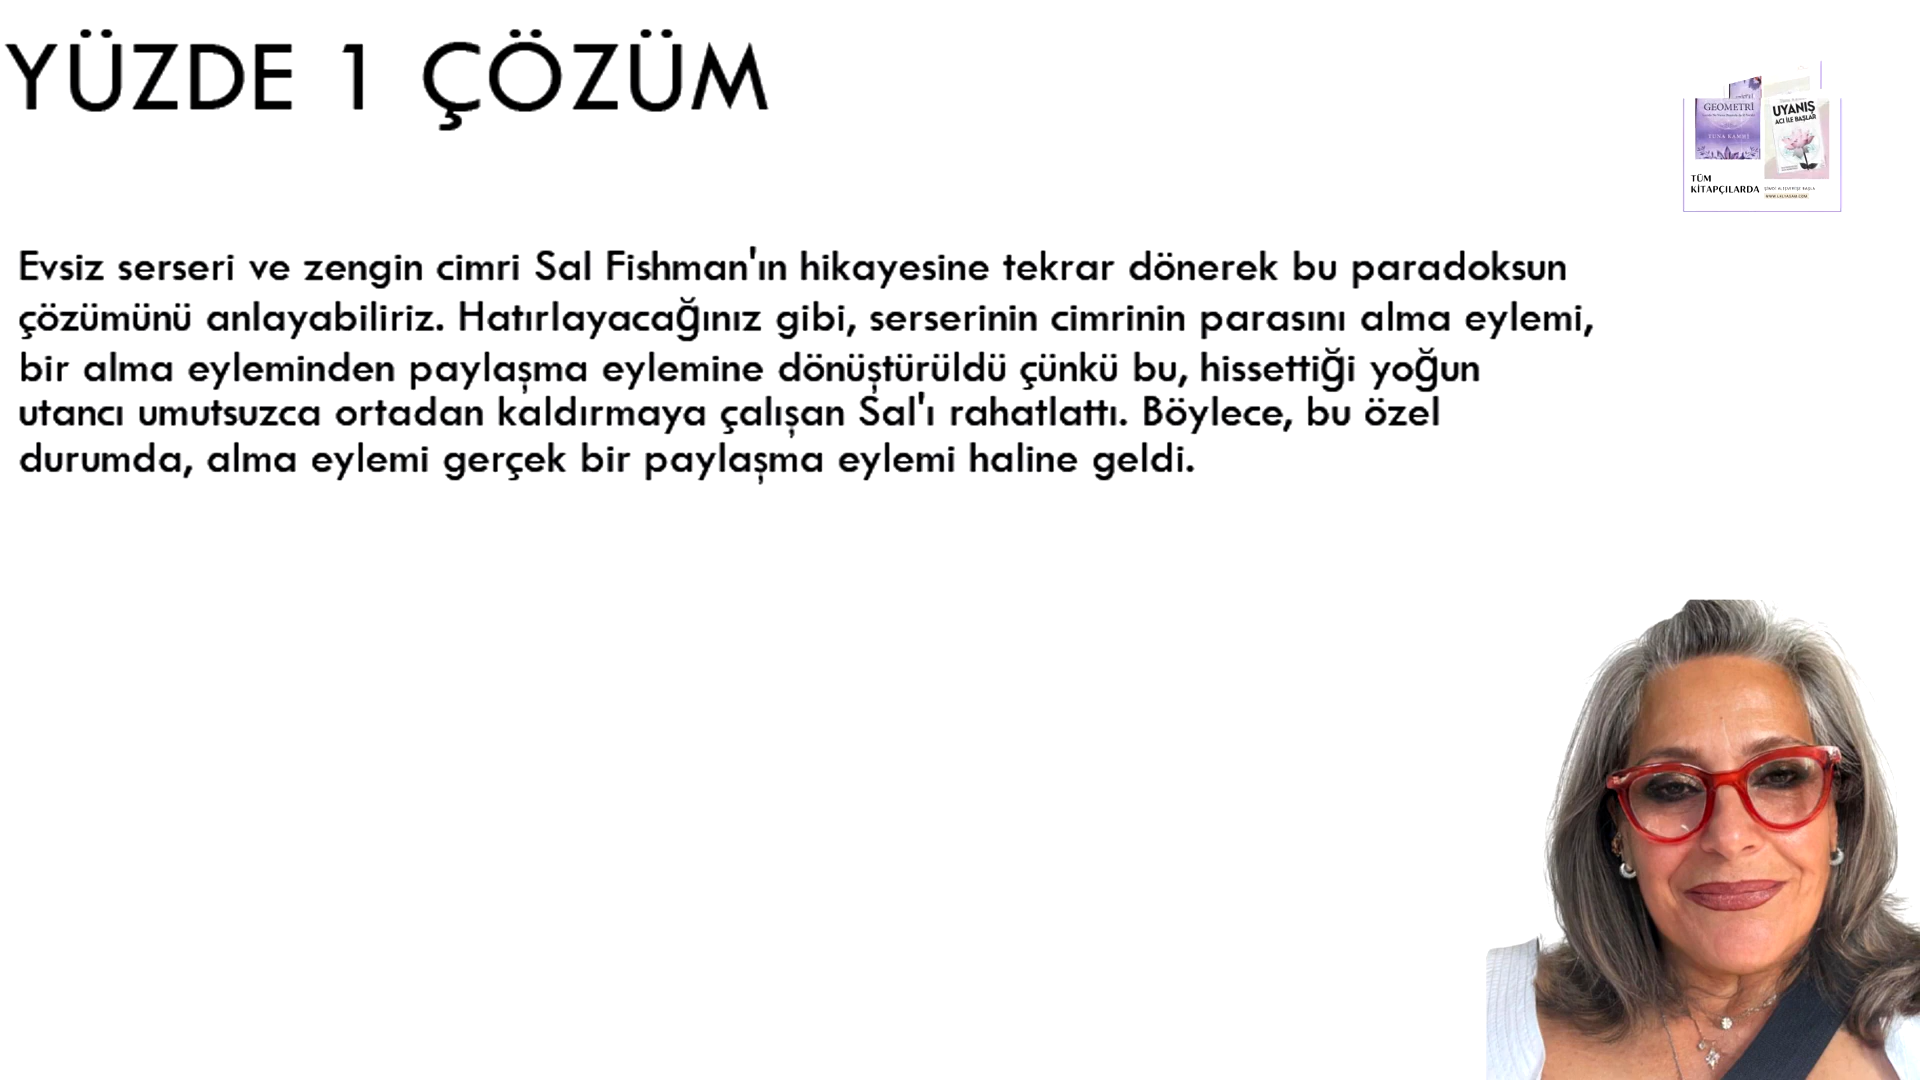 YÜZDE 1 ÇÖZÜM
GEOMETRİ
TUNA KAMHİ
UYANIŞ
ACI İLE BAŞLAR
TÜM
KİTAPÇILARDA
Evsiz serseri ve zengin cimri Sal Fishman'ın hikayesine tekrar dönerek bu paradoksun
çözümünü anlayabiliriz. Hatırlayacağınız gibi, serserinin cimrinin parasını alma eylemi,
bir alma eyleminden paylaşma eylemine dönüştürüldü çünkü bu, hissettiği yoğun
utancı umutsuzca ortadan kaldırmaya çalışan Sal'ı rahatlattı. Böylece, bu özel
durumda, alma eylemi gerçek bir paylaşma eylemi haline geldi.